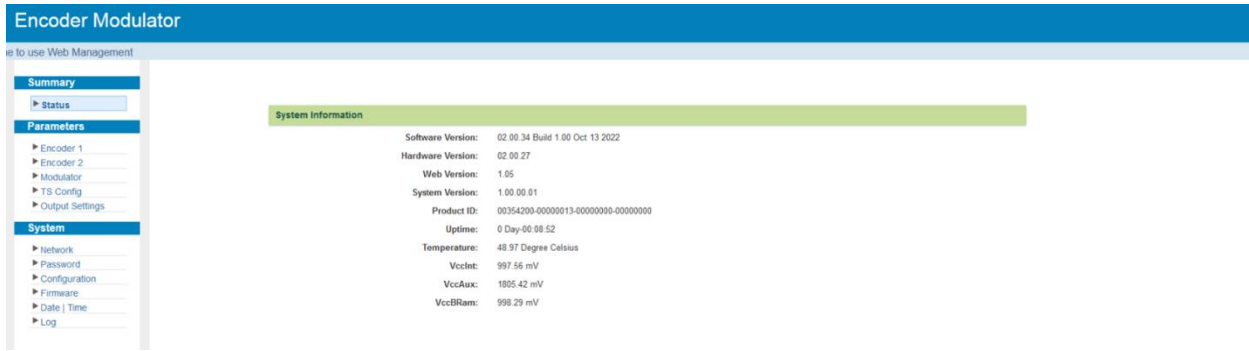 Encoder Modulator
e to use Web Management
Summary
Status
Parameters
Encoder 1
Encoder 2
Modulator
TS Config
Output Settings
System
Network
Password
Configuration
Firmware
Date | Time
Log
System Information
Software Version: 02.00.34 Build 1.00 Oct 13 2022
Hardware Version: 02.00.27
Web Version: 1.05
System Version: 1.00.00.01
Product ID: 00354200-00000013-00000000-00000000
Uptime: 0 Day-00:08:52
Temperature: 48.97 Degree Celsius
VccInt: 997.56 mV
VccAux: 1805.42 mV
VccBRam: 998.29 mV